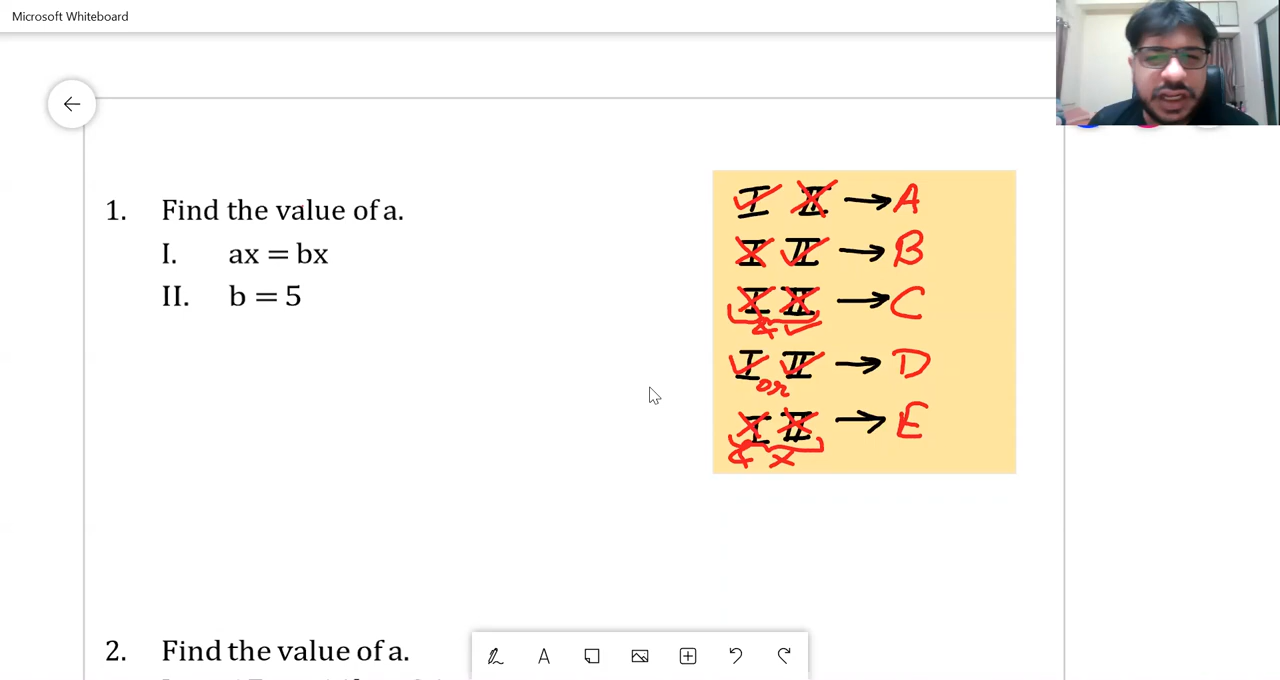 Microsoft Whiteboard
1. Find the value of a.
I. ax = bx
II. b = 5
I II → A
I II → B
I II → C
&
I II → D
or
I II → E
&
2. Find the value of a.
A